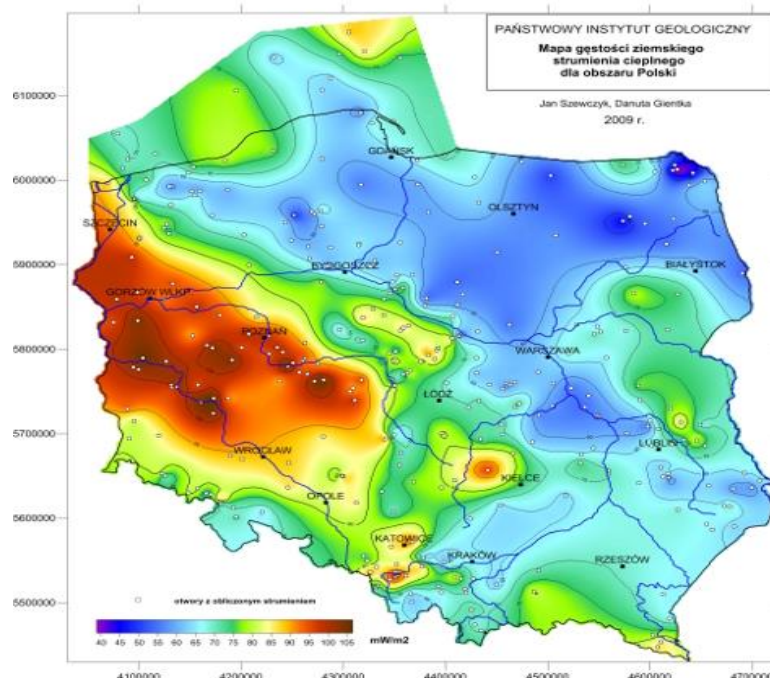 PAŃSTWOWY INSTYTUT GEOLOGICZNY
Mapa gęstości ziemskiego
strumienia cieplnego
dla obszaru Polski
Jan Szewczyk, Danuta Gientka
2009 r.
6100000
GDAŃSK
6000000
OLSZTYN
SZCZECIN
5900000
BYDGOSZCZ
BIAŁYSTOK
GORZÓW WLKP.
POZNAŃ
5800000
WARSZAWA
ŁÓDŹ
5700000
LUBLIN
WROCŁAW
KIELCE
OPOLE
5600000
KATOWICE
KRAKÓW
RZESZÓW
5500000
otwory z obliczonym strumieniem
40 45 50 55 60 65 70 75 80 85 90 95 100 105
mW/m2
4100000 4200000 4300000 4400000 4500000 4600000